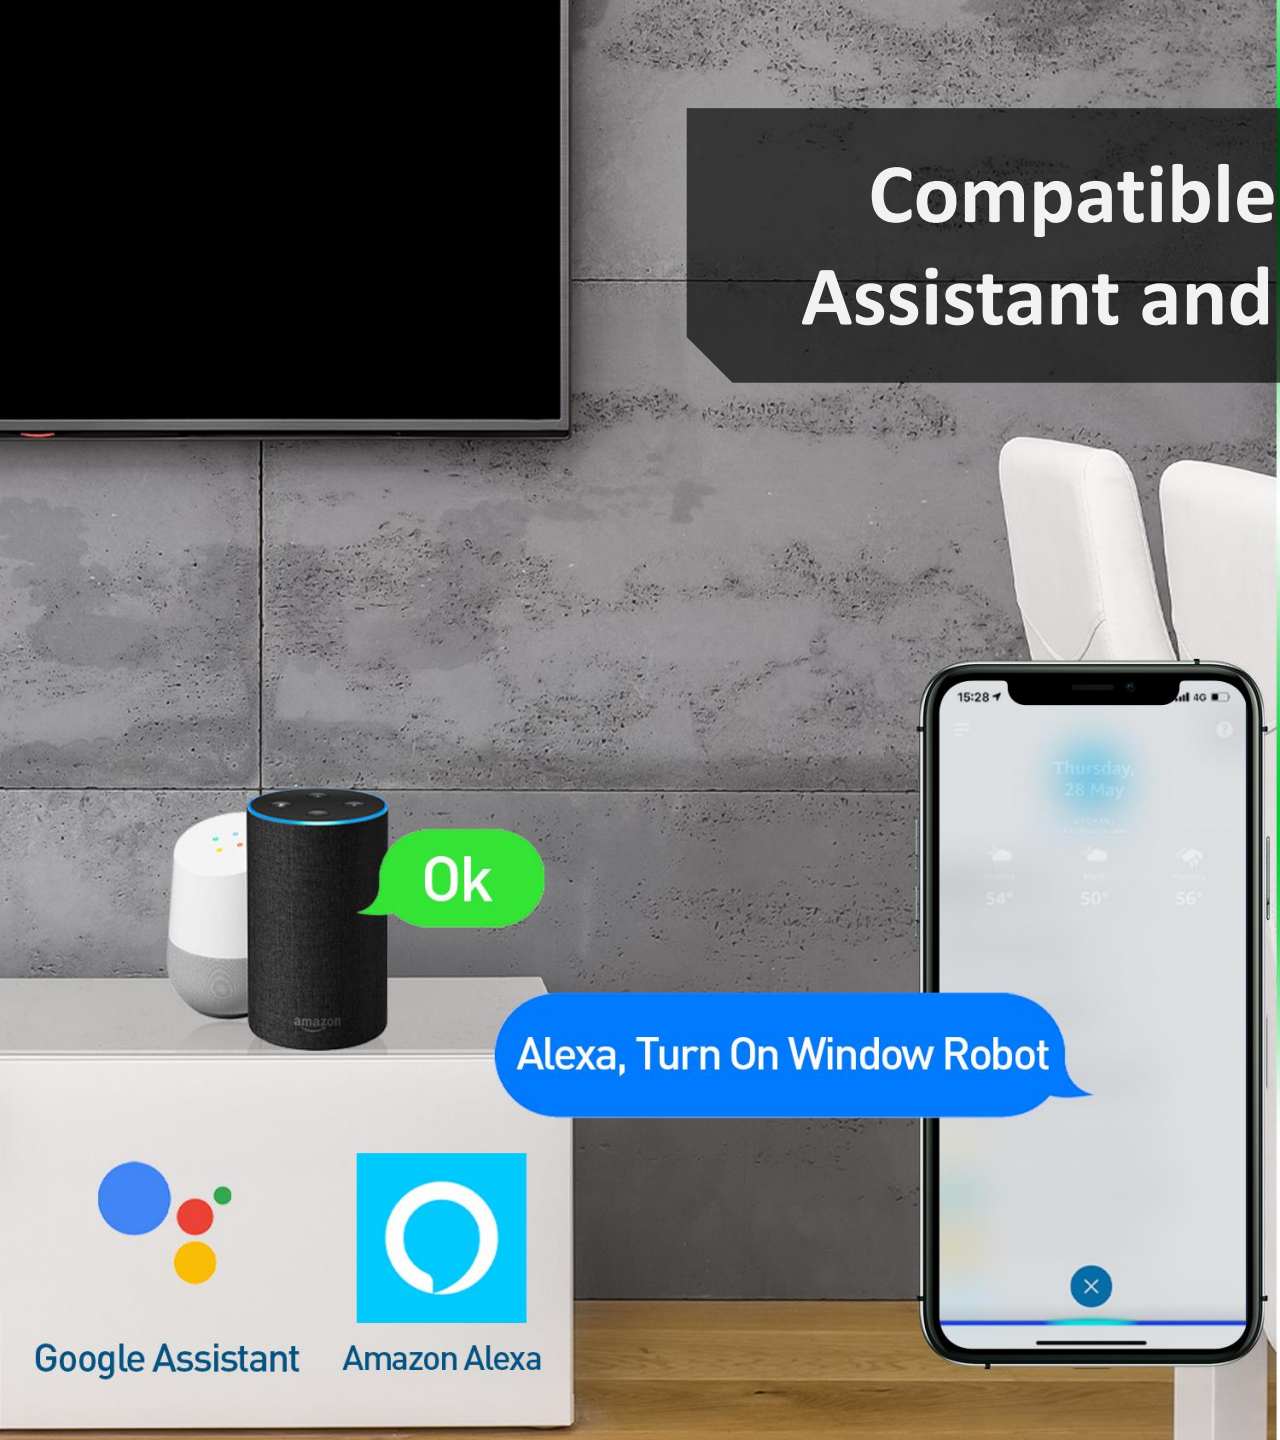 Compatible
Assistant and
15:28
4G
Thursday,
28 May
54°
50°
56°
Ok
amazon
Alexa, Turn On Window Robot
Google Assistant
Amazon Alexa